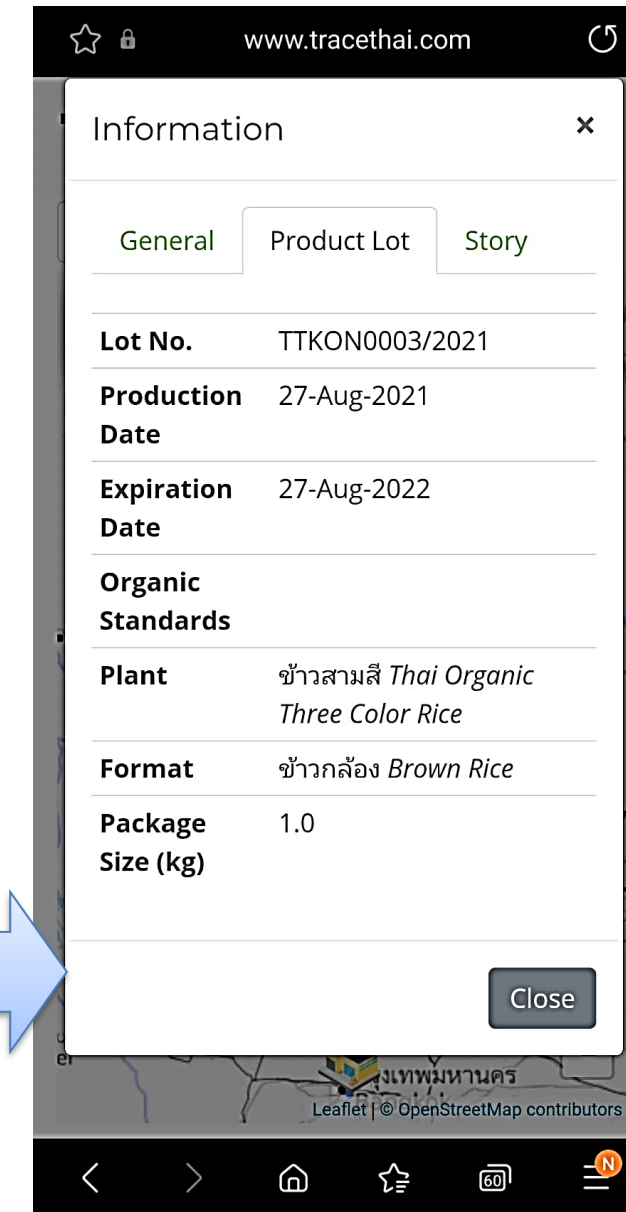 www.tracethai.com
Information ×
General Product Lot Story
Lot No. TTKON0003/2021
Production 27-Aug-2021
Date
Expiration 27-Aug-2022
Date
Organic
Standards
Plant ข้าวสามสี Thai Organic
Three Color Rice
Format ข้าวกล้อง Brown Rice
Package 1.0
Size (kg)
Close
Leaflet | © OpenStreetMap contributors
60
N